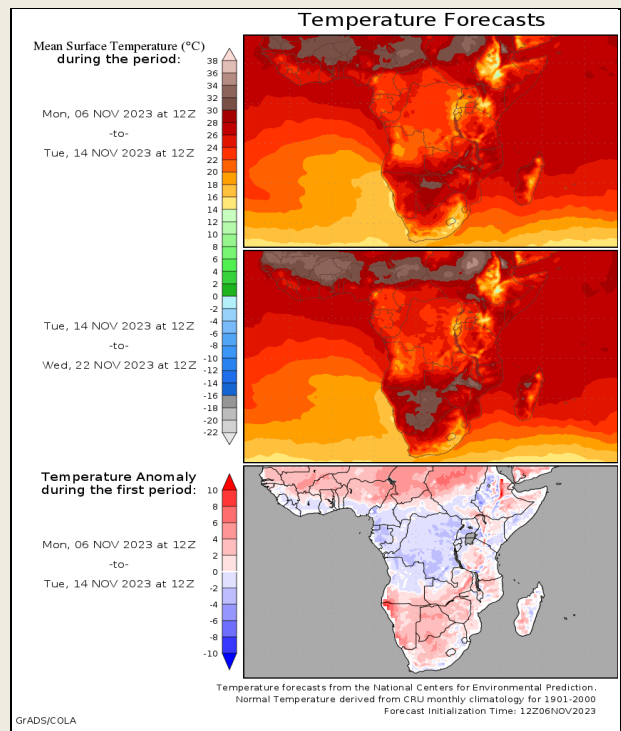 Temperature Forecasts
Mean Surface Temperature (°C)
during the period:
Mon, 06 NOV 2023 at 12Z
-to-
Tue, 14 NOV 2023 at 12Z
38
36
34
32
30
29
28
26
24
22
20
18
16
14
12
10
8
6
4
2
0
-2
-4
-6
-8
-10
-12
-14
-16
-18
-20
-22
Tue, 14 NOV 2023 at 12Z
-to-
Wed, 22 NOV 2023 at 12Z
Temperature Anomaly
during the first period:
Mon, 06 NOV 2023 at 12Z
-to-
Tue, 14 NOV 2023 at 12Z
10
8
6
4
2
0
-2
-4
-6
-8
-10
Temperature forecasts from the National Centers for Environmental Prediction.
Normal Temperature derived from CRU monthly climatology for 1901-2000
Forecast Initialization Time: 12Z06NOV2023
GrADS/COLA